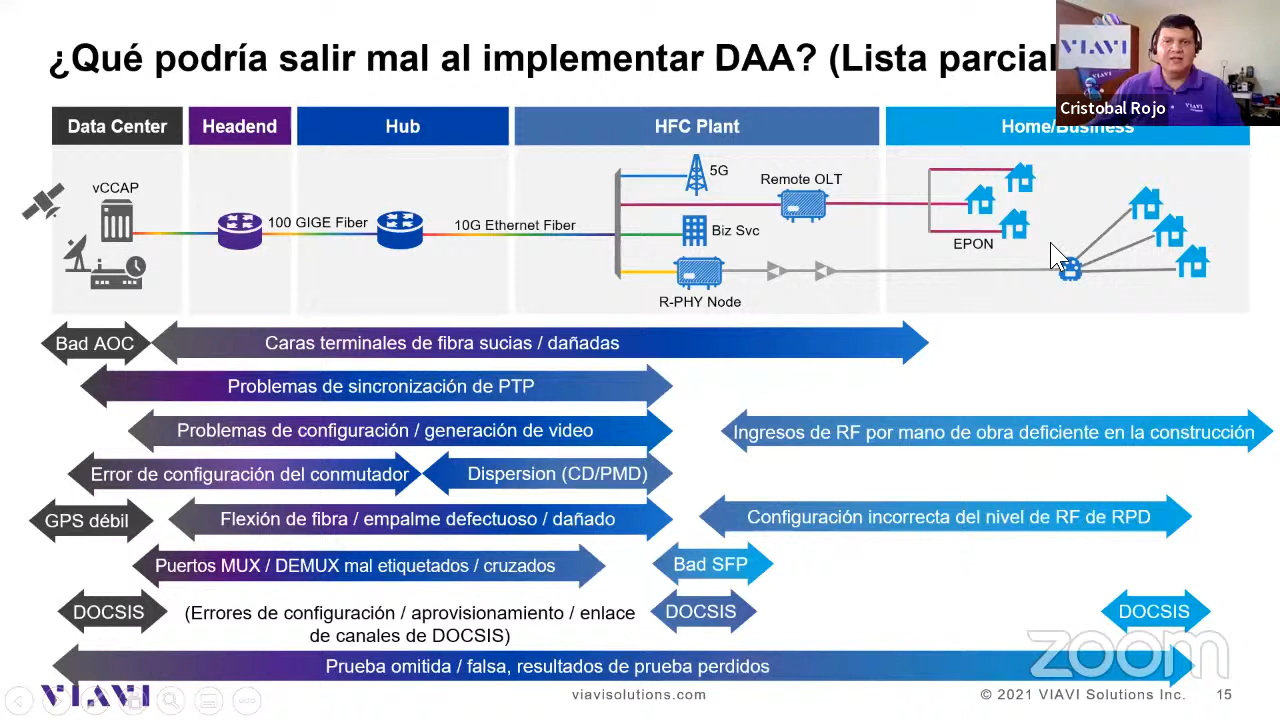 ¿Qué podría salir mal al implementar DAA? (Lista parcial
VIAVI
VIAVI
Cristobal Rojo
Data Center
Headend
Hub
HFC Plant
Home/Business
vCCAP
100 GIGE Fiber
10G Ethernet Fiber
5G
Remote OLT
Biz Svc
R-PHY Node
EPON
Bad AOC
Caras terminales de fibra sucias / dañadas
Problemas de sincronización de PTP
Problemas de configuración / generación de video
Ingresos de RF por mano de obra deficiente en la construcción
Error de configuración del conmutador
Dispersion (CD/PMD)
GPS débil
Flexión de fibra / empalme defectuoso / dañado
Configuración incorrecta del nivel de RF de RPD
Puertos MUX / DEMUX mal etiquetados / cruzados
Bad SFP
DOCSIS
(Errores de configuración / aprovisionamiento / enlace
de canales de DOCSIS)
DOCSIS
DOCSIS
Prueba omitida / falsa, resultados de prueba perdidos
zoom
VIAVI
viavisolutions.com
© 2021 VIAVI Solutions Inc.
15